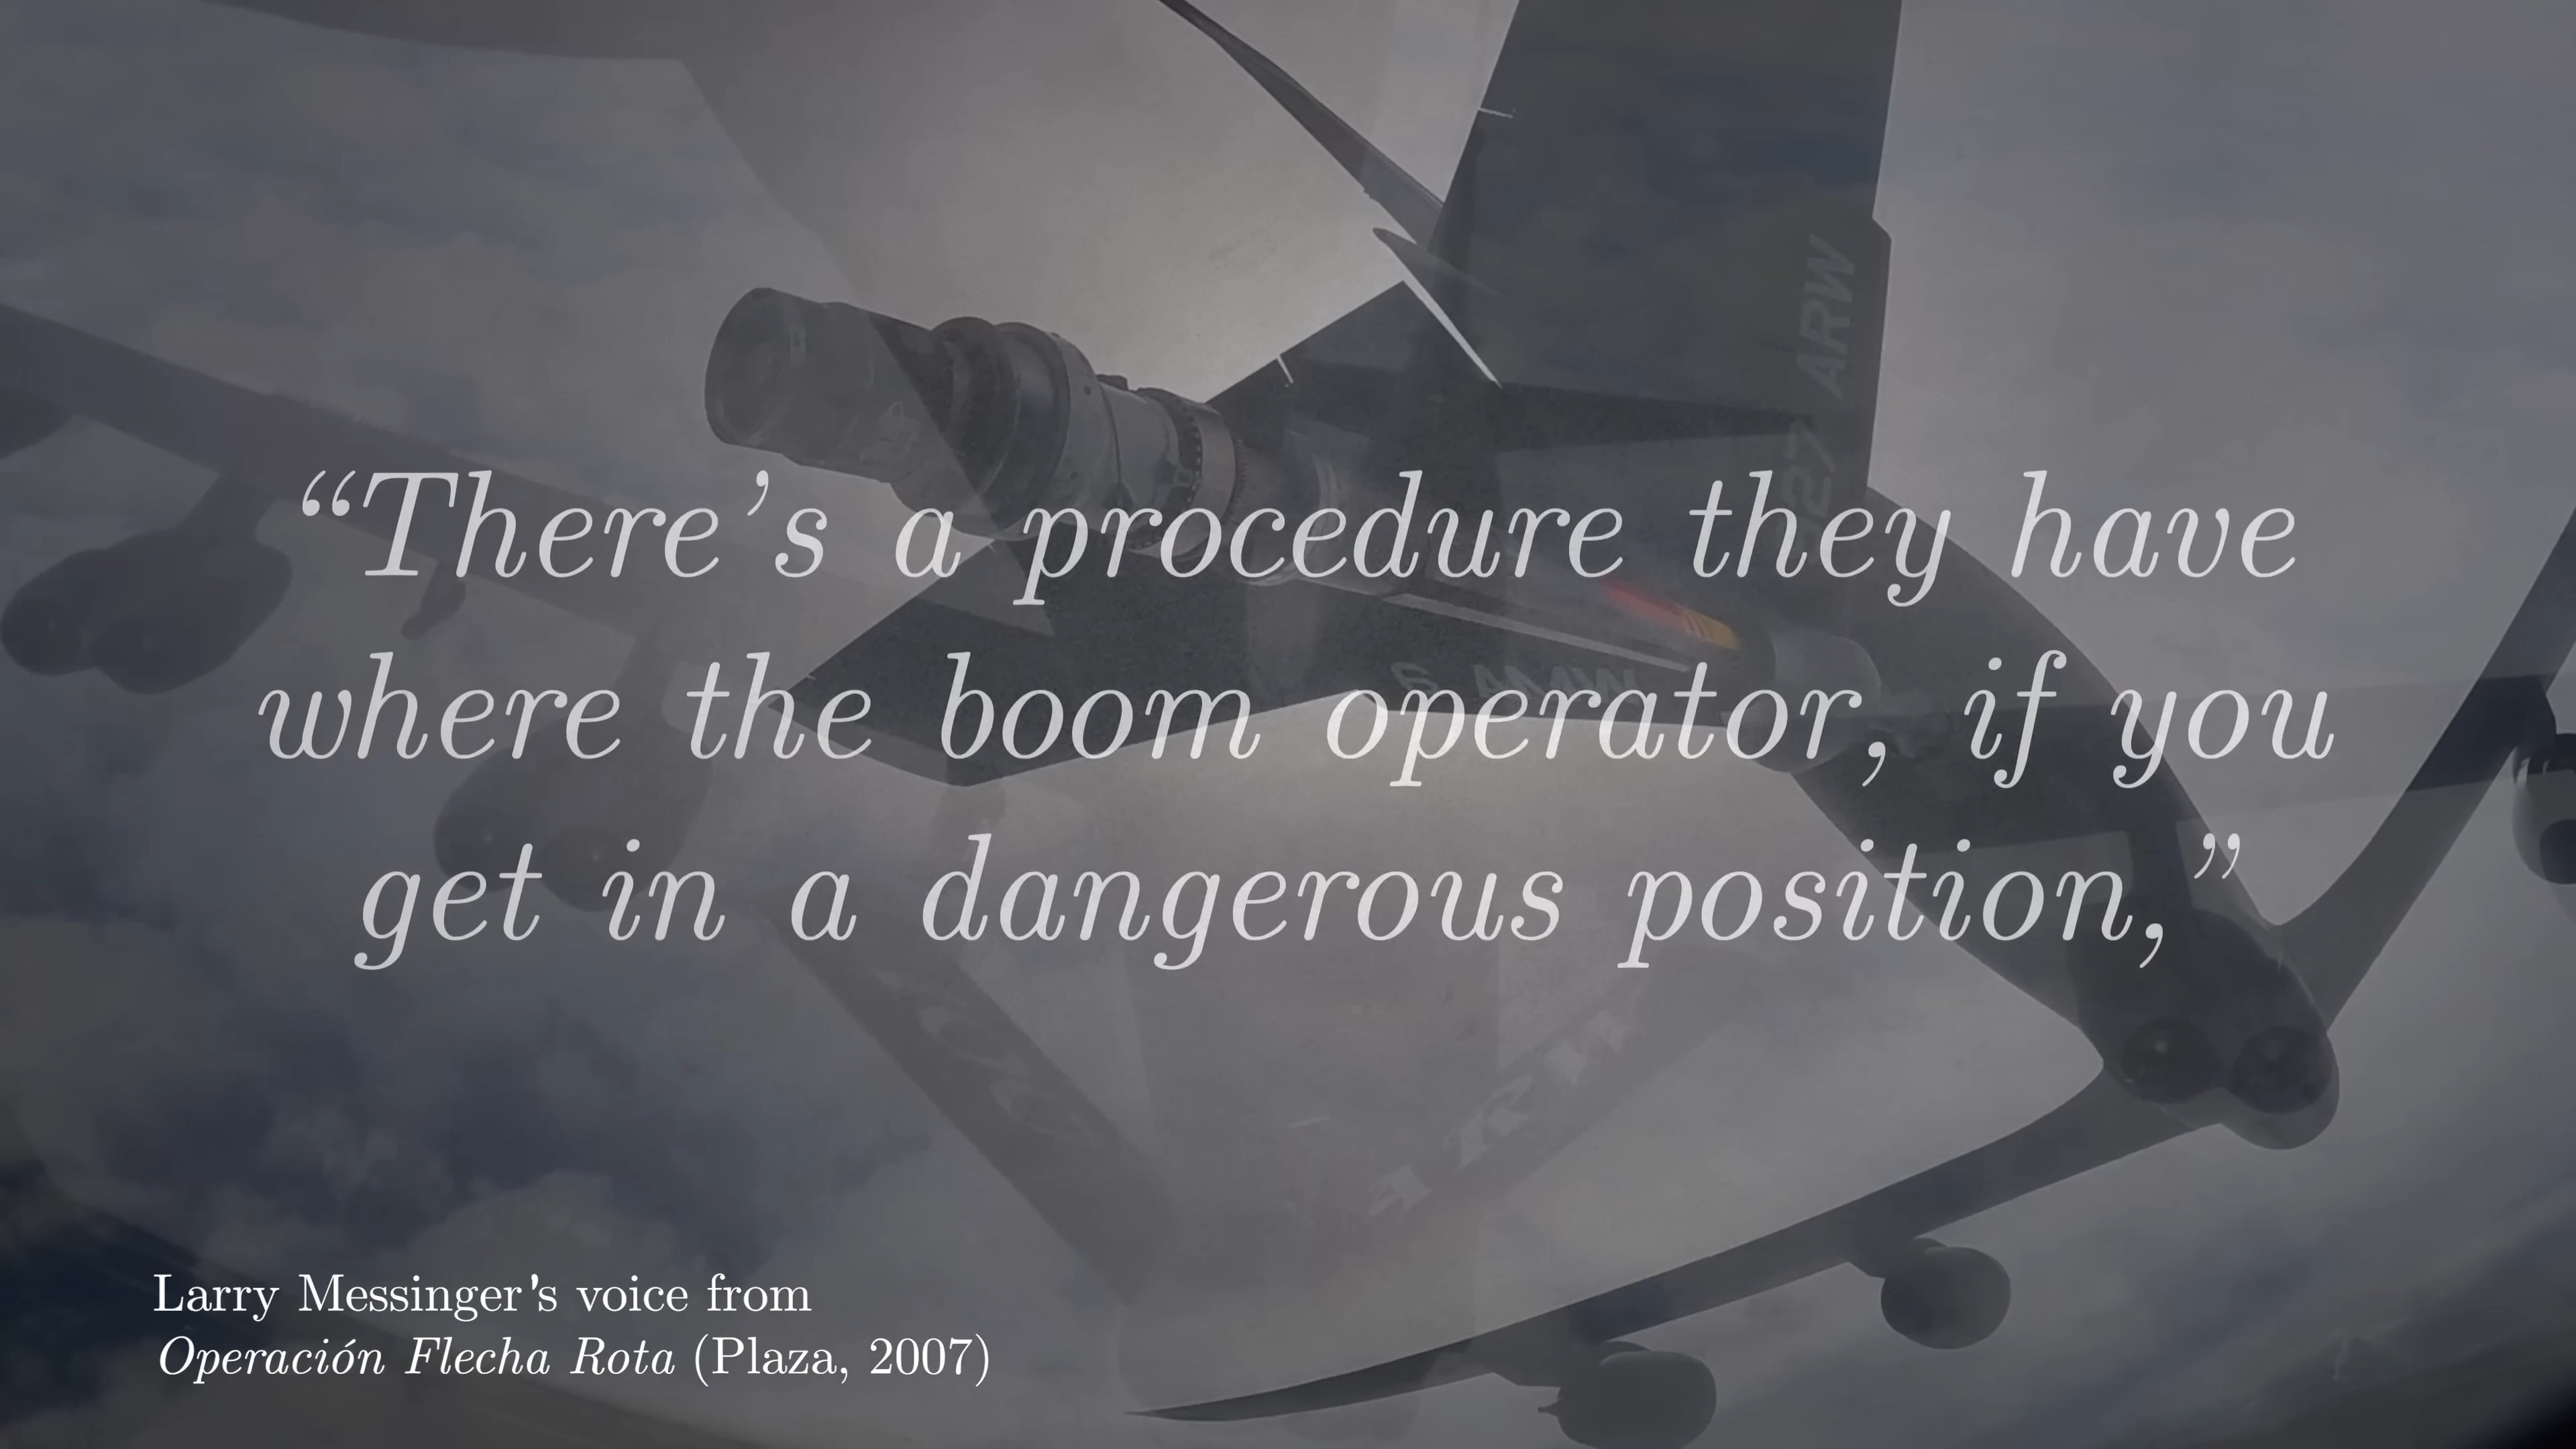 ARW
927
“There’s a procedure they have
where the boom operator, if you
get in a dangerous position,”
Larry Messinger's voice from
Operación Flecha Rota (Plaza, 2007)